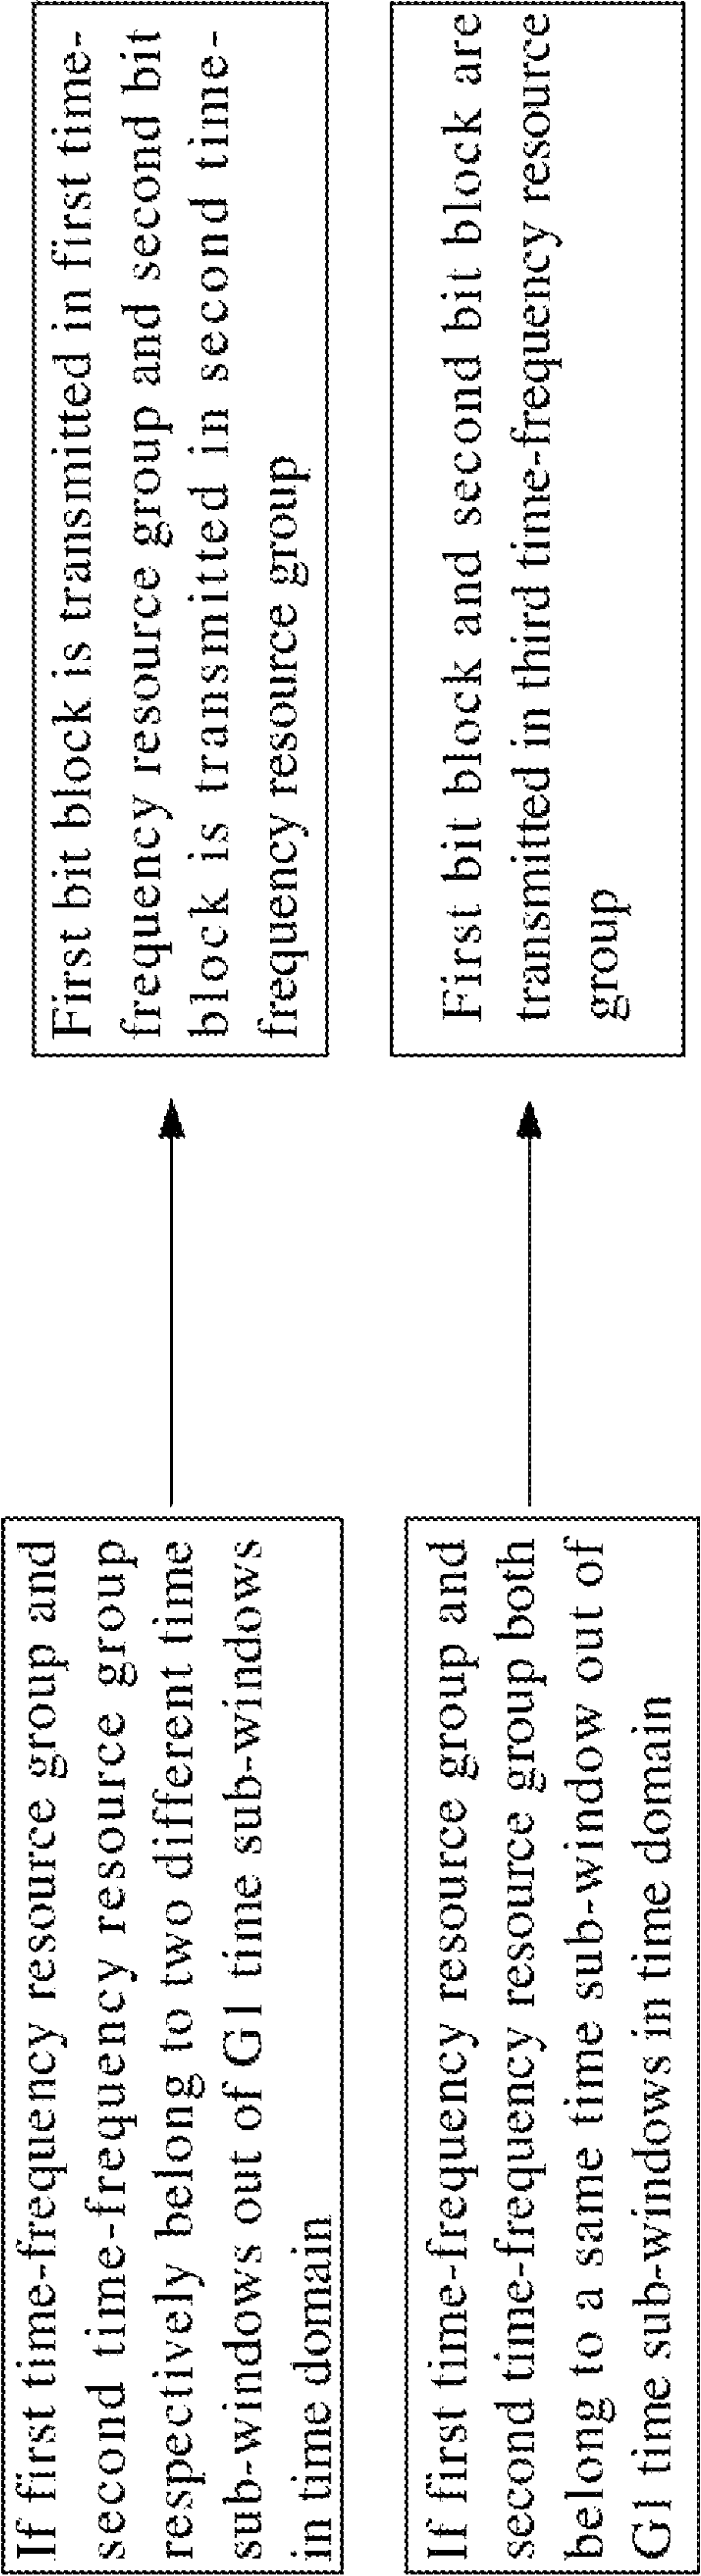 If first time-frequency resource group and
second time-frequency resource group
respectively belong to two different time
sub-windows out of G1 time sub-windows
in time domain
First bit block is transmitted in first time-
frequency resource group and second bit
block is transmitted in second time-
frequency resource group
If first time-frequency resource group and
second time-frequency resource group both
belong to a same time sub-window out of
G1 time sub-windows in time domain
First bit block and second bit block are
transmitted in third time-frequency resource
group